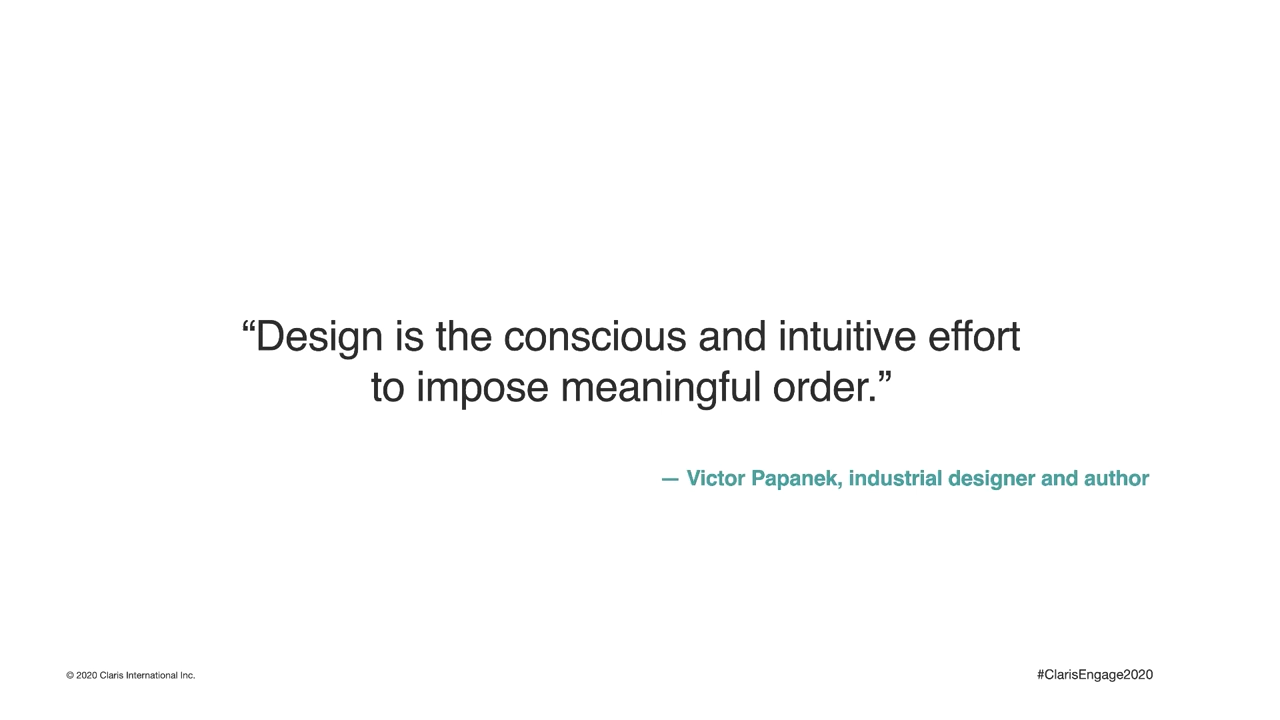 “Design is the conscious and intuitive effort
to impose meaningful order.”
— Victor Papanek, industrial designer and author
© 2020 Claris International Inc.
#ClarisEngage2020